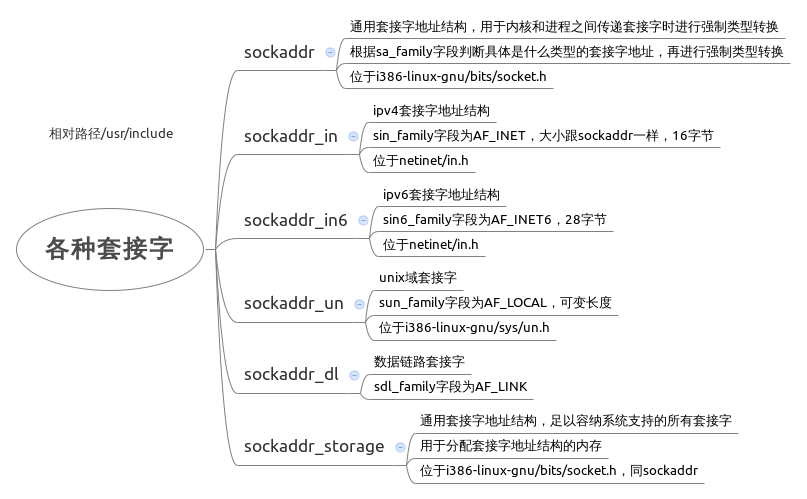 相对路径/usr/include
各种套接字
sockaddr
通用套接字地址结构，用于内核和进程之间传递套接字时进行强制类型转换
根据sa_family字段判断具体是什么类型的套接字地址，再进行强制类型转换
位于i386-linux-gnu/bits/socket.h
sockaddr_in
ipv4套接字地址结构
sin_family字段为AF_INET，大小跟sockaddr一样，16字节
位于netinet/in.h
sockaddr_in6
ipv6套接字地址结构
sin6_family字段为AF_INET6，28字节
位于netinet/in.h
sockaddr_un
unix域套接字
sun_family字段为AF_LOCAL，可变长度
位于i386-linux-gnu/sys/un.h
sockaddr_dl
数据链路套接字
sdl_family字段为AF_LINK
sockaddr_storage
通用套接字地址结构，足以容纳系统支持的所有套接字
用于分配套接字地址结构的内存
位于i386-linux-gnu/bits/socket.h，同sockaddr